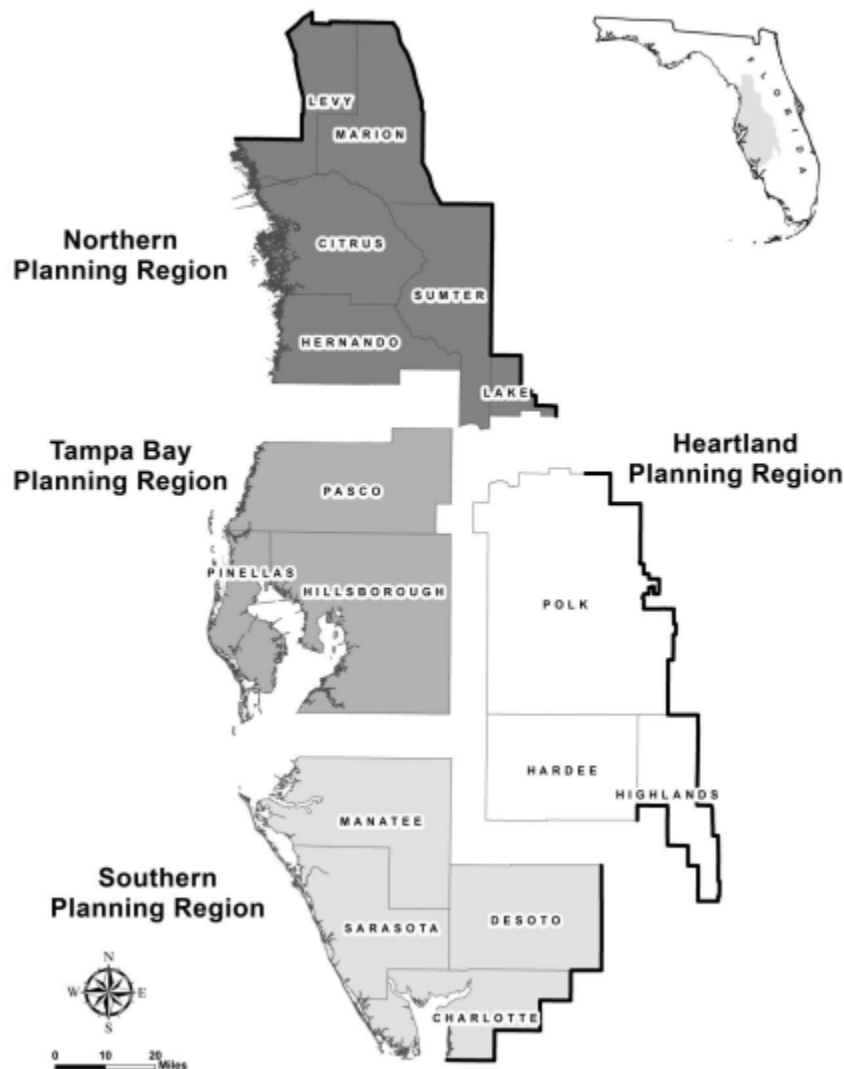 FLORIDA
LEVY
MARION
Northern
Planning Region
CITRUS
SUMTER
HERNANDO
LAKE
Tampa Bay
Planning Region
Heartland
Planning Region
PASCO
PINELLAS
HILLSBOROUGH
POLK
HARDEE
HIGHLANDS
MANATEE
Southern
Planning Region
DESOTO
SARASOTA
CHARLOTTE
N
W E
S
0 10 20
Miles